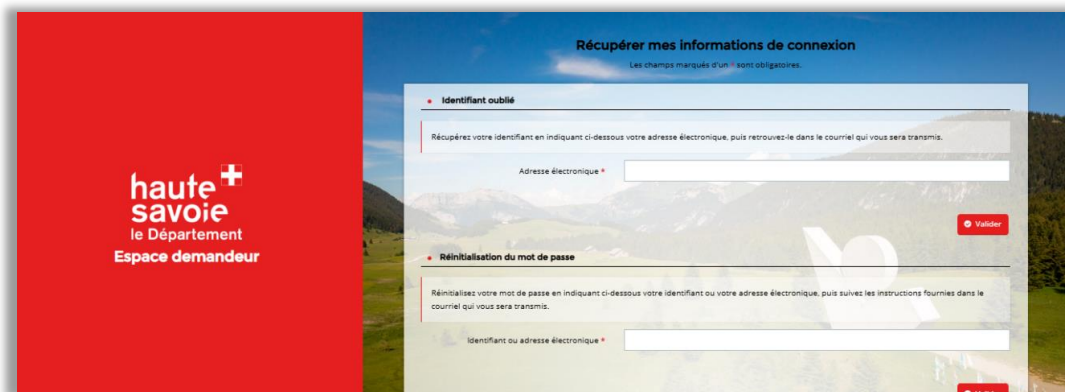 haute
savoie
le Département
Espace demandeur
Récupérer mes informations de connexion
Les champs marqués d'un * sont obligatoires.
Identifiant oublié
Récupérez votre identifiant en indiquant ci-dessous votre adresse électronique, puis retrouvez-le dans le courriel qui vous sera transmis.
Adresse électronique *
Valider
Réinitialisation du mot de passe
Réinitialisez votre mot de passe en indiquant ci-dessous votre identifiant ou votre adresse électronique, puis suivez les instructions fournies dans le
courriel qui vous sera transmis.
Identifiant ou adresse électronique *